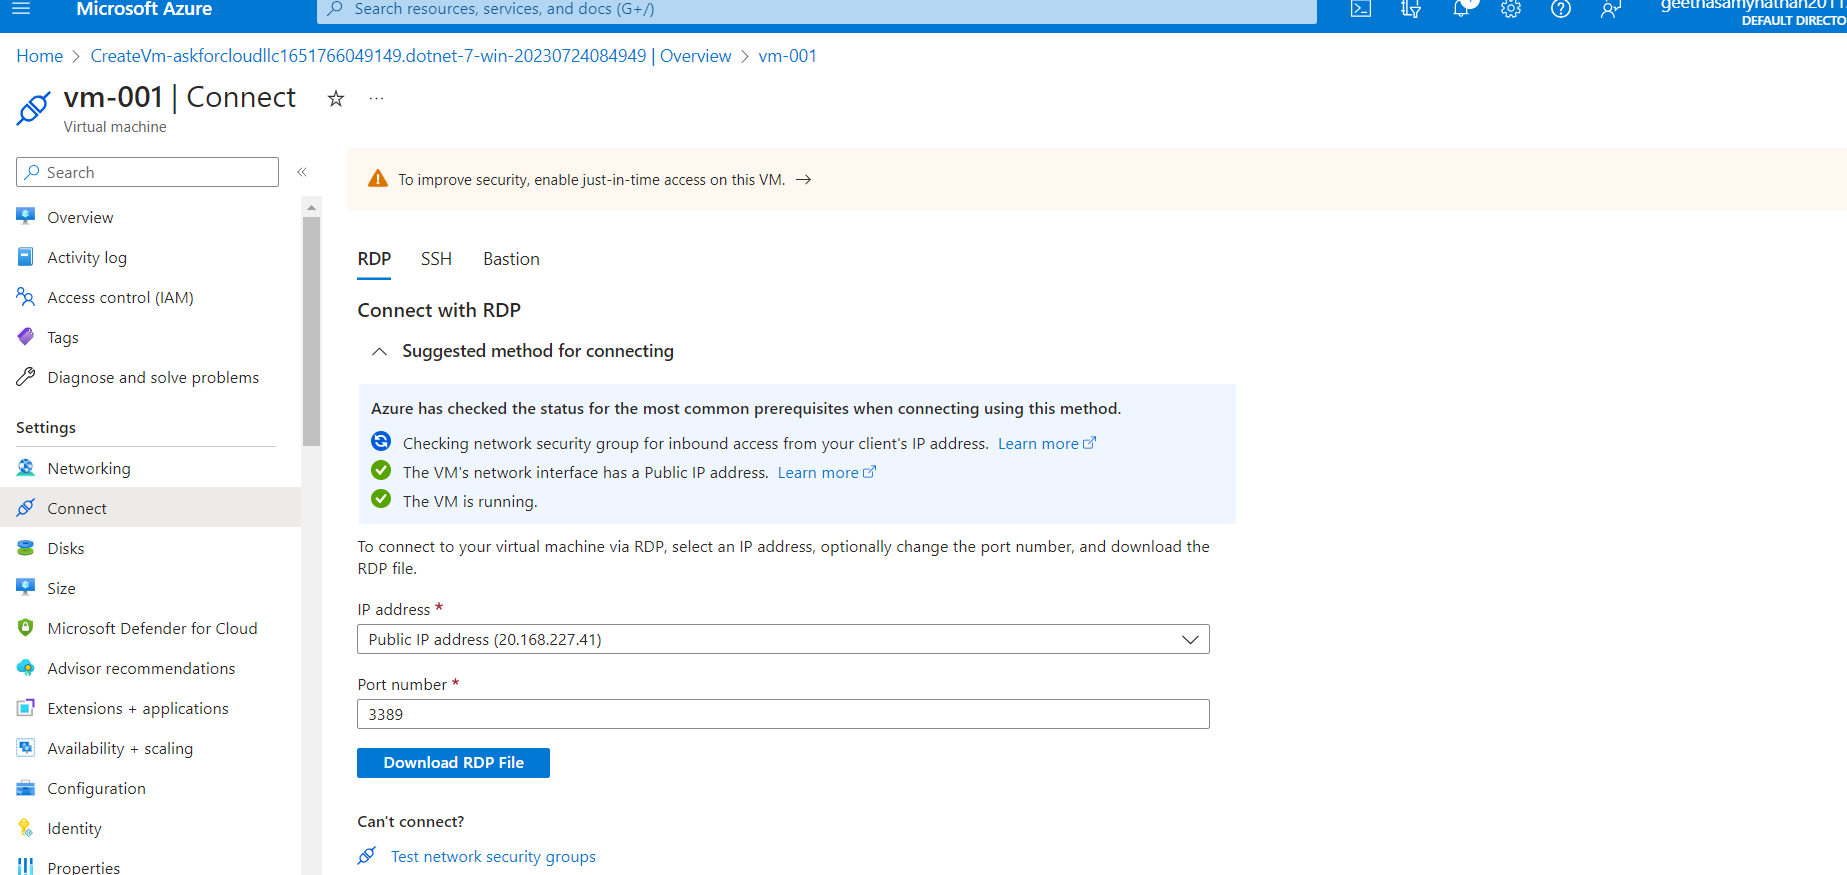 Microsoft Azure
Search resources, services, and docs (G+/)
DEFAULT DIRECTO
Home > CreateVm-askforcloudllc1651766049149.dotnet-7-win-20230724084949 | Overview > vm-001
vm-001 | Connect
Virtual machine
Search
Overview
Activity log
Access control (IAM)
Tags
Diagnose and solve problems
Settings
Networking
Connect
Disks
Size
Microsoft Defender for Cloud
Advisor recommendations
Extensions + applications
Availability + scaling
Configuration
Identity
Properties
To improve security, enable just-in-time access on this VM. →
RDP SSH Bastion
Connect with RDP
Suggested method for connecting
Azure has checked the status for the most common prerequisites when connecting using this method.
Checking network security group for inbound access from your client's IP address. Learn more
The VM's network interface has a Public IP address. Learn more
The VM is running.
To connect to your virtual machine via RDP, select an IP address, optionally change the port number, and download the
RDP file.
IP address *
Public IP address (20.168.227.41)
Port number *
3389
Download RDP File
Can't connect?
Test network security groups